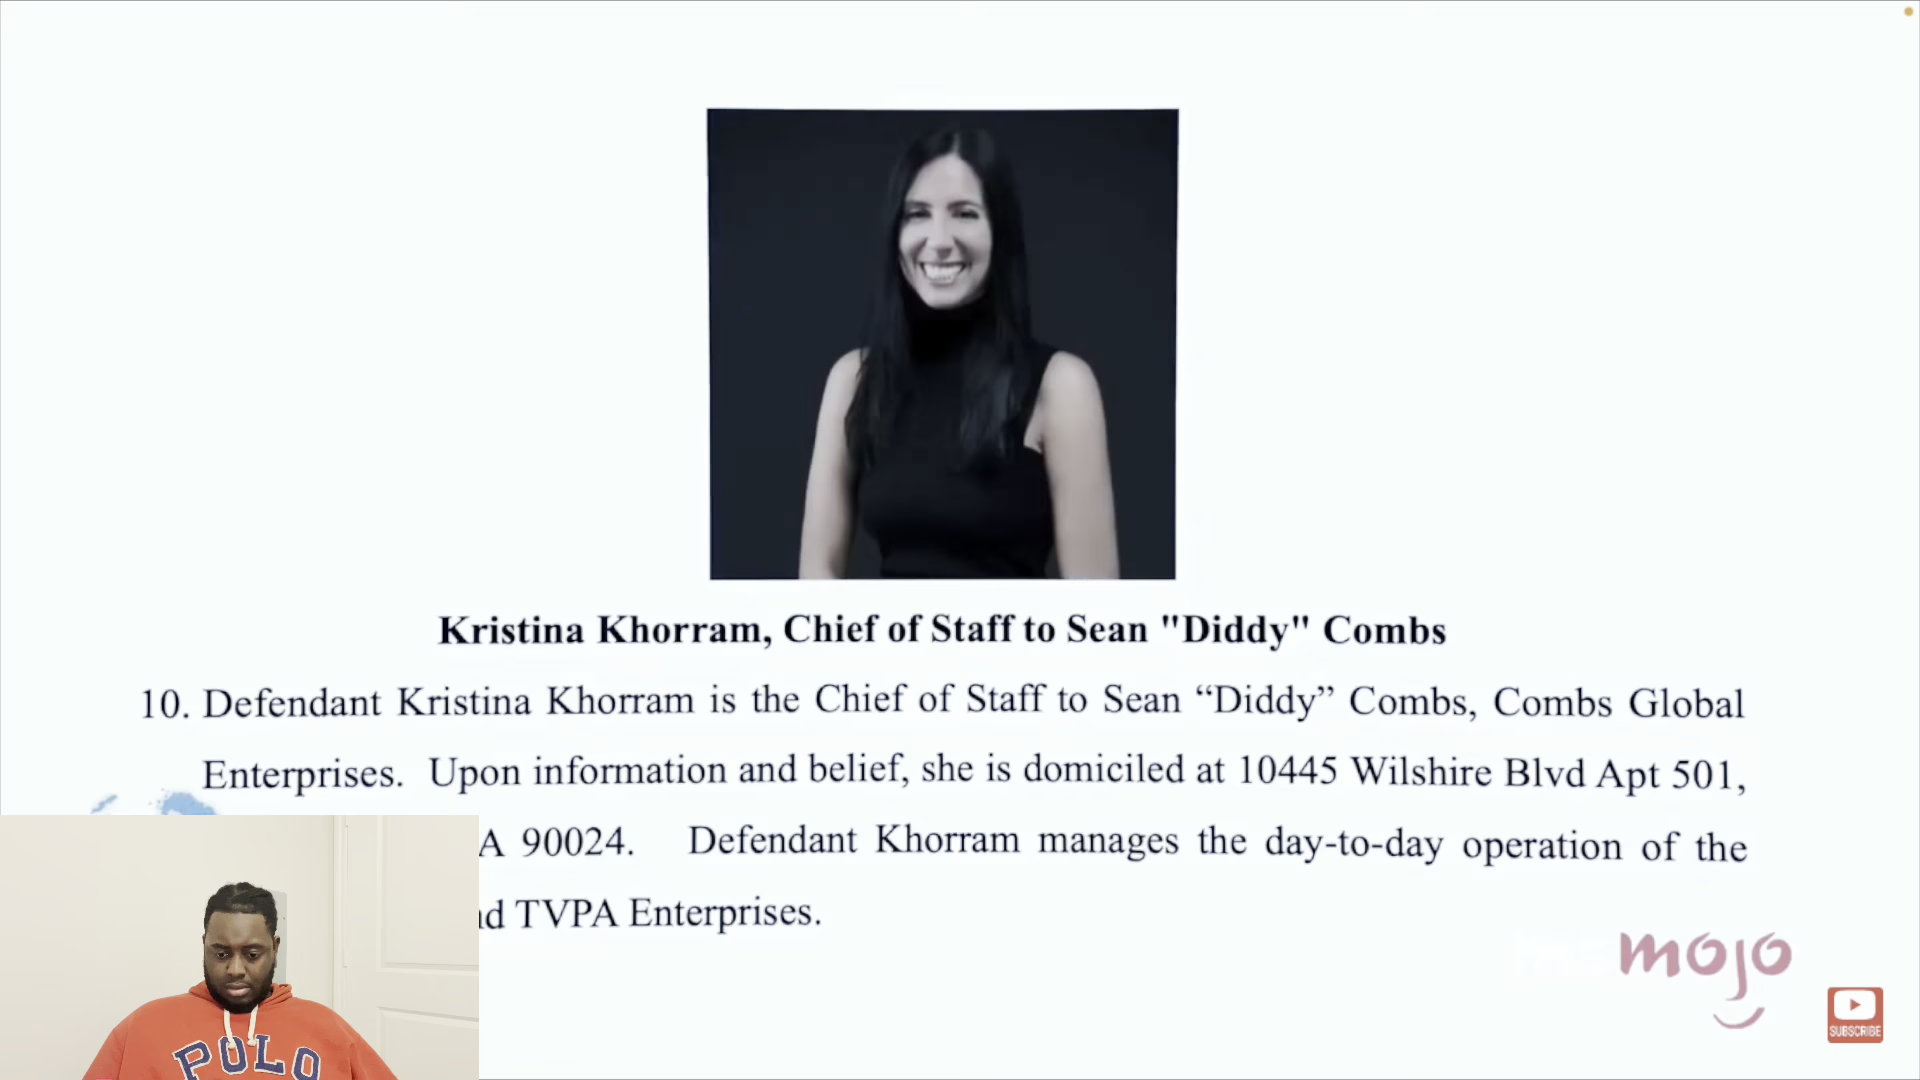 Kristina Khorram, Chief of Staff to Sean "Diddy" Combs
10. Defendant Kristina Khorram is the Chief of Staff to Sean “Diddy” Combs, Combs Global
Enterprises. Upon information and belief, she is domiciled at 10445 Wilshire Blvd Apt 501,
A 90024. Defendant Khorram manages the day-to-day operation of the
d TVPA Enterprises.
mojo
SUBSCRIBE
POLO